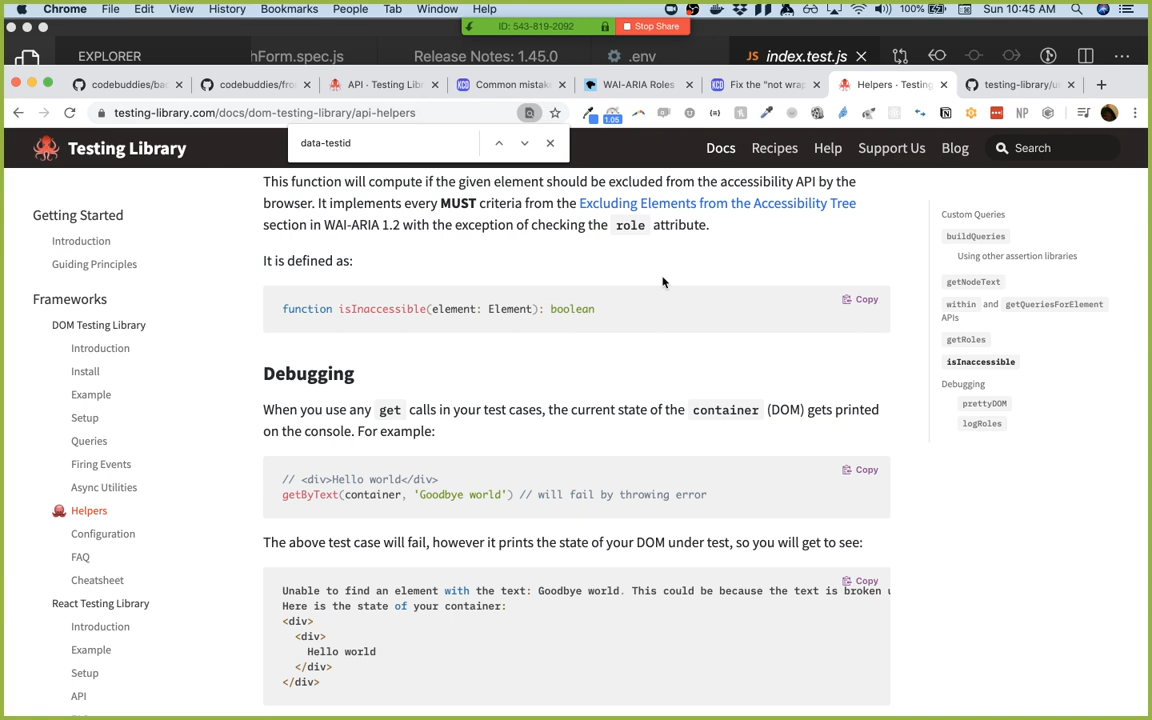 Chrome File Edit View History Bookmarks People Tab Window Help 100% Sun 10:45 AM
ID: 543-819-2092 Stop Share
EXPLORER hForm.spec.js Release Notes: 1.45.0 .env JS index.test.js
codebuddies/ba codebuddies/fro API · Testing Lib Common mistak WAI-ARIA Roles Fix the "not wrap Helpers · Testing testing-library/u
testing-library.com/docs/dom-testing-library/api-helpers 1.05 NP
data-testid
Testing Library Docs Recipes Help Support Us Blog Search
This function will compute if the given element should be excluded from the accessibility API by the
browser. It implements every MUST criteria from the Excluding Elements from the Accessibility Tree
section in WAI-ARIA 1.2 with the exception of checking the role attribute.
It is defined as:
Copy
function isInaccessible(element: Element): boolean
Debugging
When you use any get calls in your test cases, the current state of the container (DOM) gets printed
on the console. For example:
Copy
// <div>Hello world</div>
getByText(container, 'Goodbye world') // will fail by throwing error
The above test case will fail, however it prints the state of your DOM under test, so you will get to see:
Copy
Unable to find an element with the text: Goodbye world. This could be because the text is broken u
Here is the state of your container:
<div>
<div>
Hello world
</div>
</div>
Getting Started
Introduction
Guiding Principles
Frameworks
DOM Testing Library
Introduction
Install
Example
Setup
Queries
Firing Events
Async Utilities
Helpers
Configuration
FAQ
Cheatsheet
React Testing Library
Introduction
Example
Setup
API
Custom Queries
buildQueries
Using other assertion libraries
getNodeText
within and getQueriesForElement
APIs
getRoles
isInaccessible
Debugging
prettyDOM
logRoles